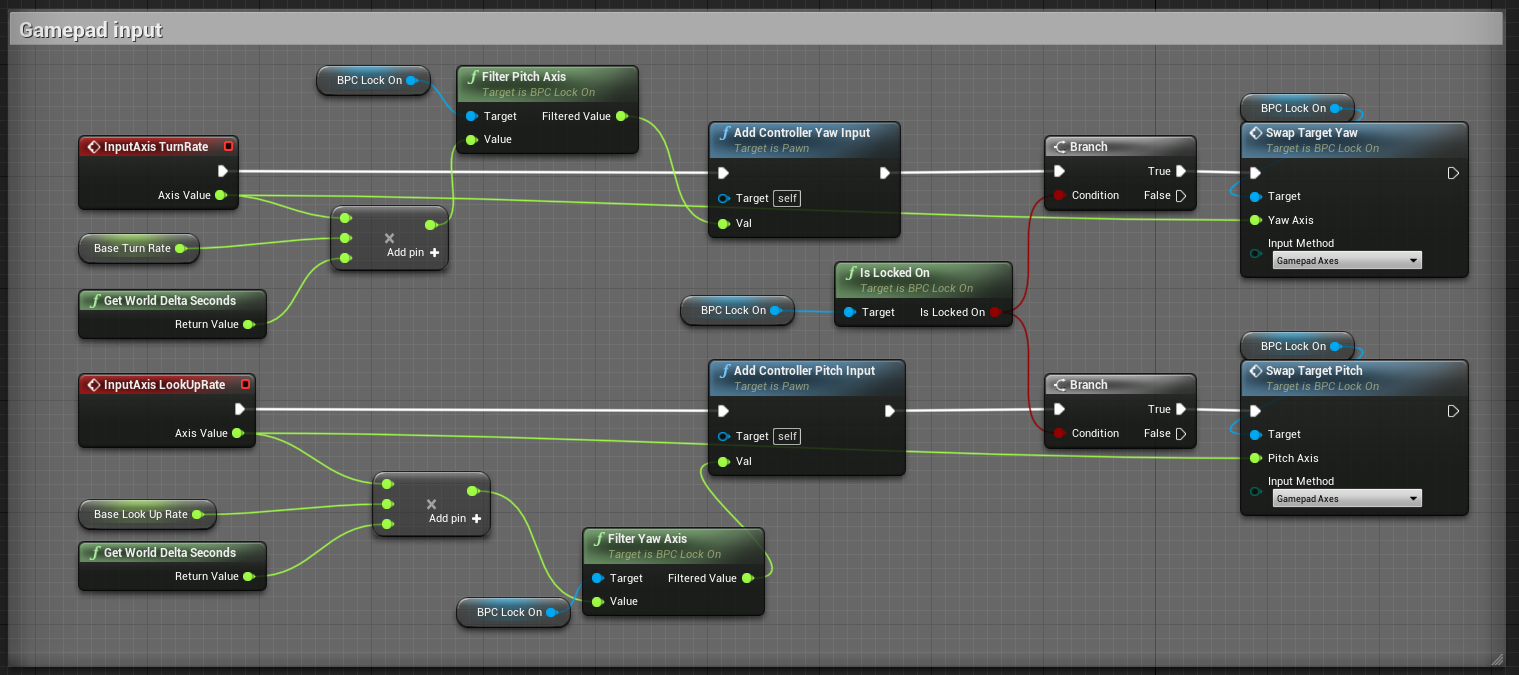 Gamepad input
BPC Lock On
Filter Pitch Axis
Target is BPC Lock On
Target
Filtered Value
Value
InputAxis TurnRate
Axis Value
Base Turn Rate
Add pin
Get World Delta Seconds
Return Value
Add Controller Yaw Input
Target is Pawn
Target
self
Val
Branch
True
Condition
False
BPC Lock On
Swap Target Yaw
Target is BPC Lock On
Target
Yaw Axis
Input Method
Gamepad Axes
BPC Lock On
Is Locked On
Target is BPC Lock On
Target
Is Locked On
InputAxis LookUpRate
Axis Value
Base Look Up Rate
Add pin
Get World Delta Seconds
Return Value
BPC Lock On
Filter Yaw Axis
Target is BPC Lock On
Target
Filtered Value
Value
Add Controller Pitch Input
Target is Pawn
Target
self
Val
Branch
True
Condition
False
BPC Lock On
Swap Target Pitch
Target is BPC Lock On
Target
Pitch Axis
Input Method
Gamepad Axes